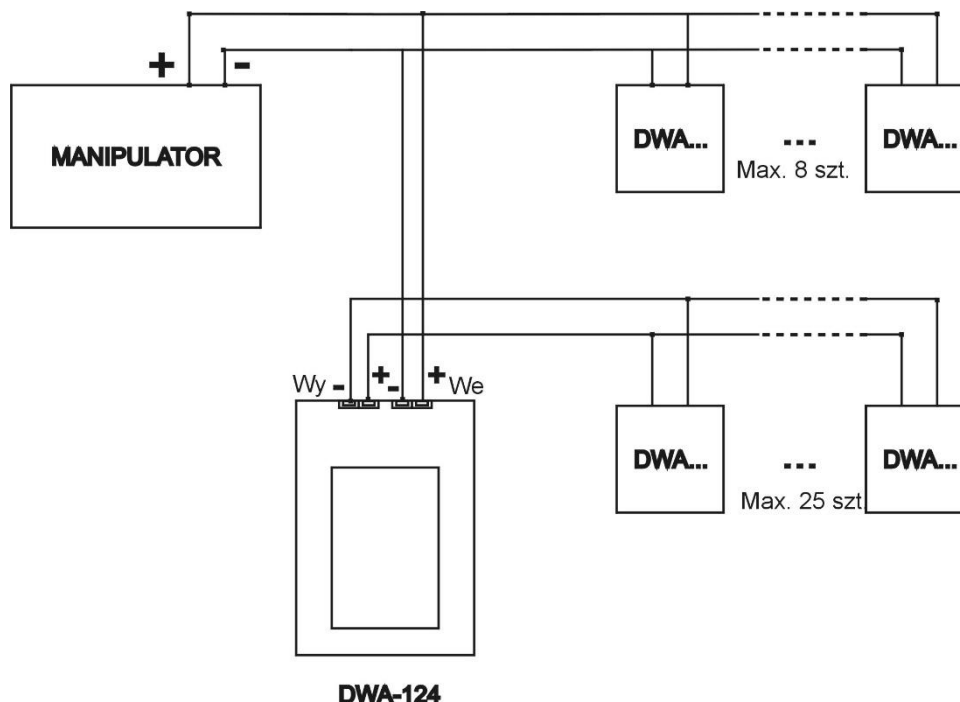 + -
MANIPULATOR
DWA... --- DWA...
Max. 8 szt.
Wy - + - + We
DWA... --- DWA...
Max. 25 szt.
DWA-124